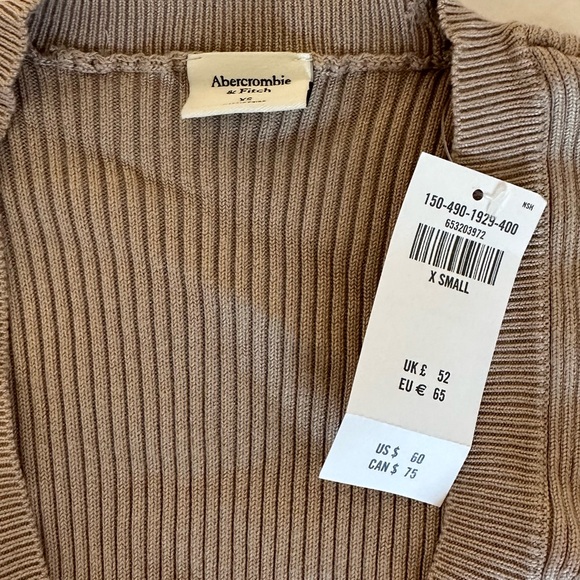 Abercrombie
& Fitch
XS
150-490-1929-400
653203972
NSH
X SMALL
UK £ 52
EU € 65
US $ 60
CAN $ 75